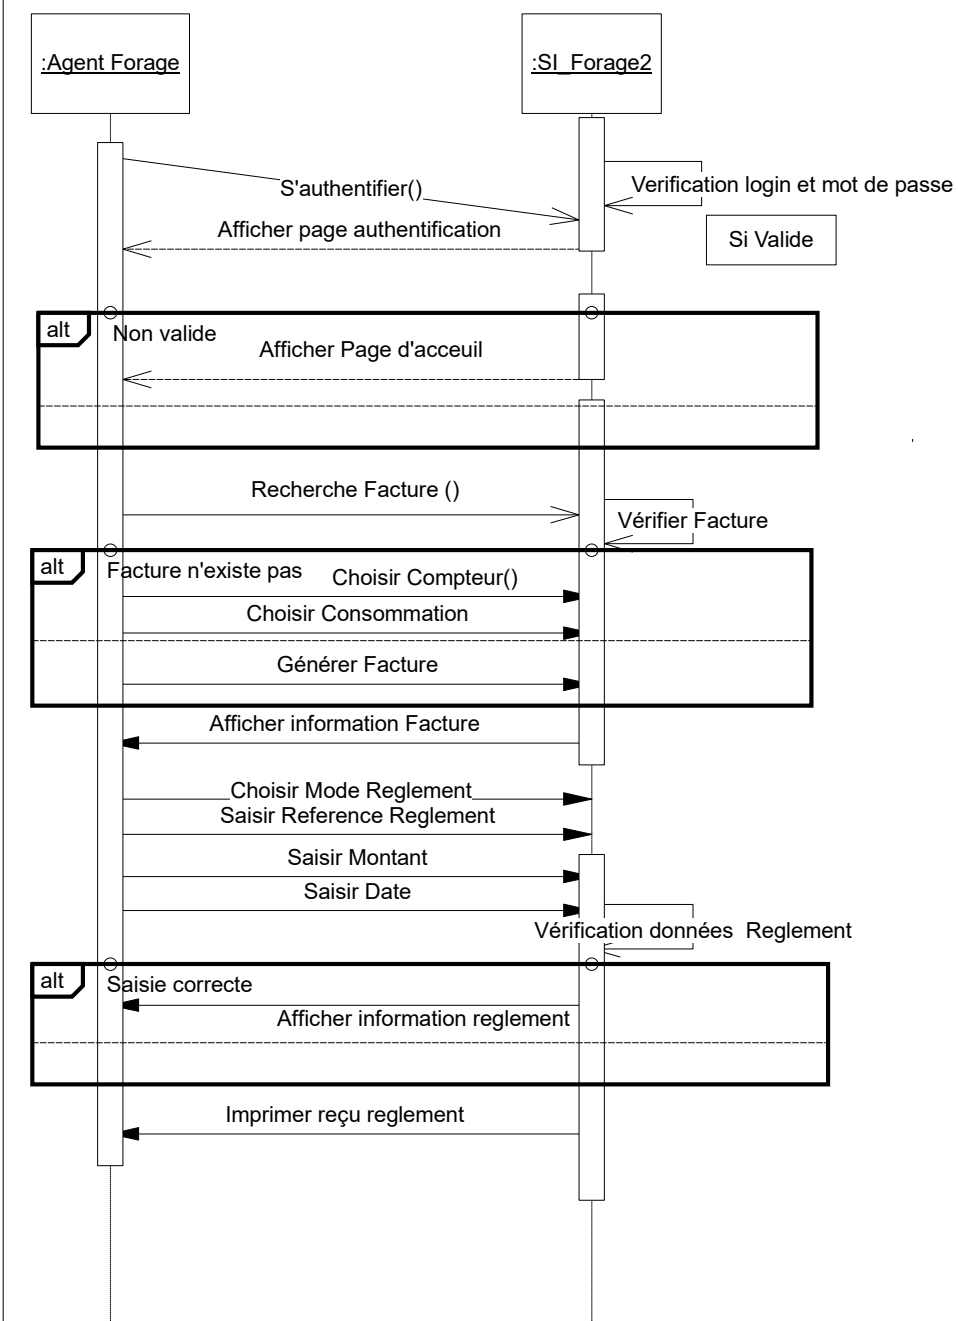 :Agent Forage
:SI_Forage2
S'authentifier()
Verification login et mot de passe
Afficher page authentification
Si Valide
alt
Non valide
Afficher Page d'acceuil
Recherche Facture ()
Vérifier Facture
alt
Facture n'existe pas
Choisir Compteur()
Choisir Consommation
Générer Facture
Afficher information Facture
Choisir Mode Reglement
Saisir Reference Reglement
Saisir Montant
Saisir Date
Vérification données Reglement
alt
Saisie correcte
Afficher information reglement
Imprimer reçu reglement